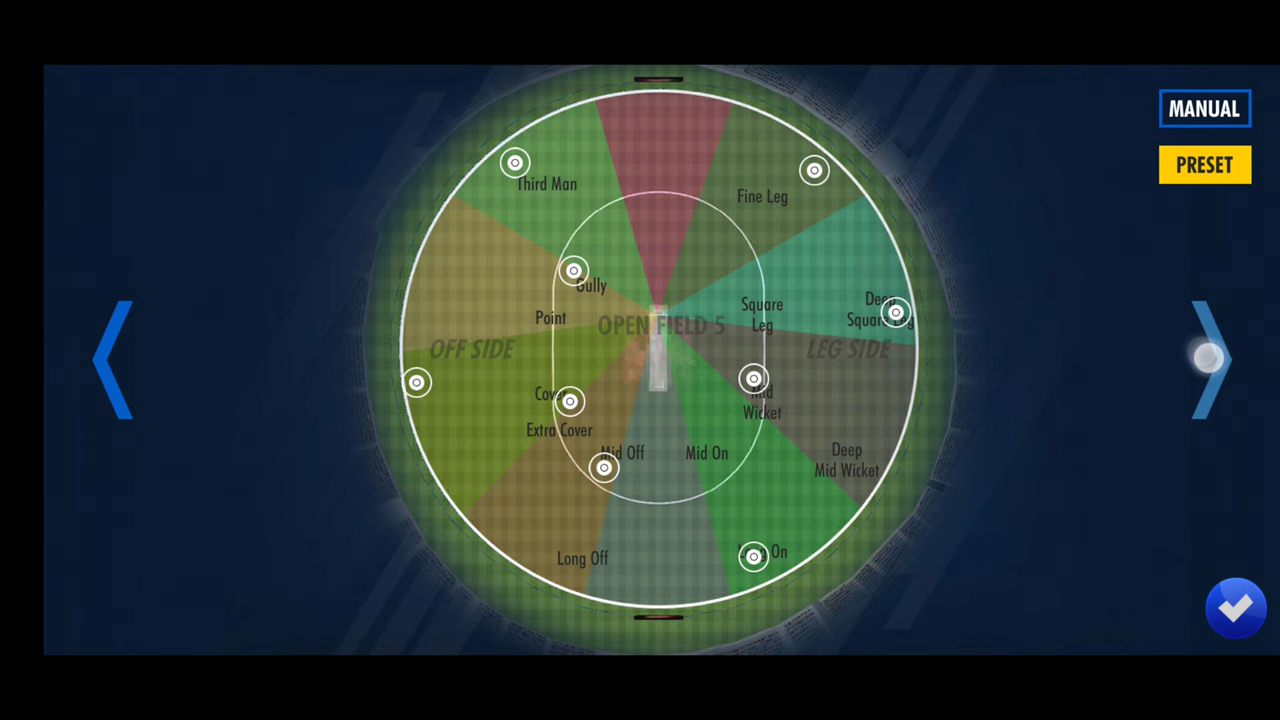 MANUAL
PRESET
Third Man
Fine Leg
Gully
Point
Square
Leg
Deep
Square Leg
OPEN FIELD 5
OFF SIDE
LEG SIDE
Cover
Mid
Wicket
Extra Cover
Mid Off
Mid On
Deep
Mid Wicket
Long Off
Long On